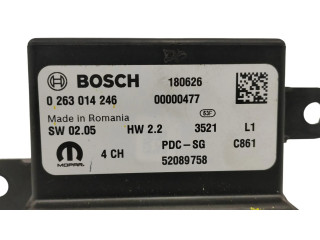 BOSCH 180626
0 263 014 246 00000477
Made in Romania
SW 02.05 HW 2.2 3521 L1
MOPAR 4 CH PDC-SG C861
52089758